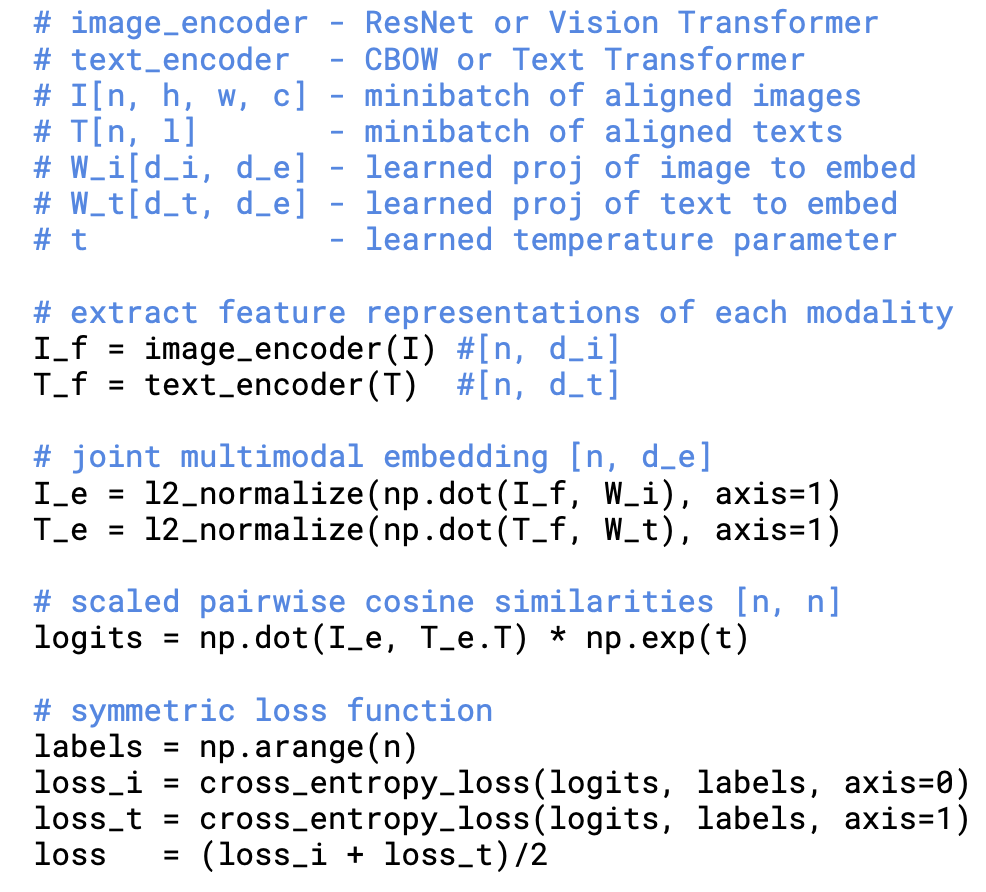 # image_encoder - ResNet or Vision Transformer
# text_encoder  - CBOW or Text Transformer
# I[n, h, w, c] - minibatch of aligned images
# T[n, l]       - minibatch of aligned texts
# W_i[d_i, d_e] - learned proj of image to embed
# W_t[d_t, d_e] - learned proj of text to embed
# t             - learned temperature parameter
# extract feature representations of each modality
I_f = image_encoder(I) #[n, d_i]
T_f = text_encoder(T)  #[n, d_t]
# joint multimodal embedding [n, d_e]
I_e = l2_normalize(np.dot(I_f, W_i), axis=1)
T_e = l2_normalize(np.dot(T_f, W_t), axis=1)
# scaled pairwise cosine similarities [n, n]
logits = np.dot(I_e, T_e.T) * np.exp(t)
# symmetric loss function
labels = np.arange(n)
loss_i = cross_entropy_loss(logits, labels, axis=0)
loss_t = cross_entropy_loss(logits, labels, axis=1)
loss   = (loss_i + loss_t)/2